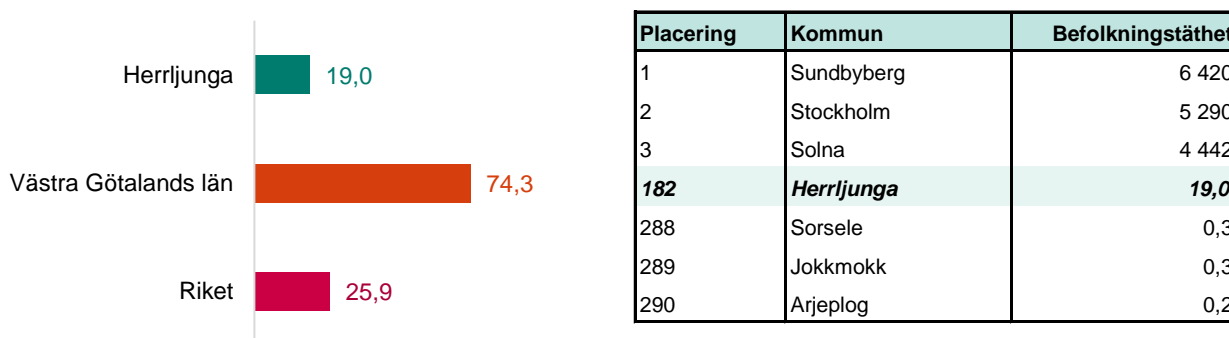 Herrljunga 19,0
Västra Götalands län 74,3
Riket 25,9
Placering Kommun Befolkningstäthet
1 Sundbyberg 6 420
2 Stockholm 5 290
3 Solna 4 442
182 Herrljunga 19,0
288 Sorsele 0,3
289 Jokkmokk 0,3
290 Arjeplog 0,2